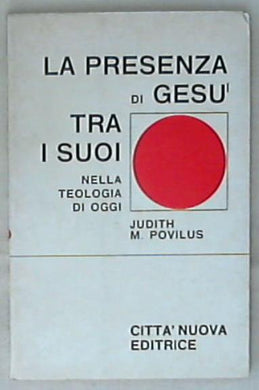 LA PRESENZA
DI GESU'
TRA
I SUOI
NELLA
TEOLOGIA
DI OGGI
JUDITH
M. POVILUS
CITTA' NUOVA
EDITRICE